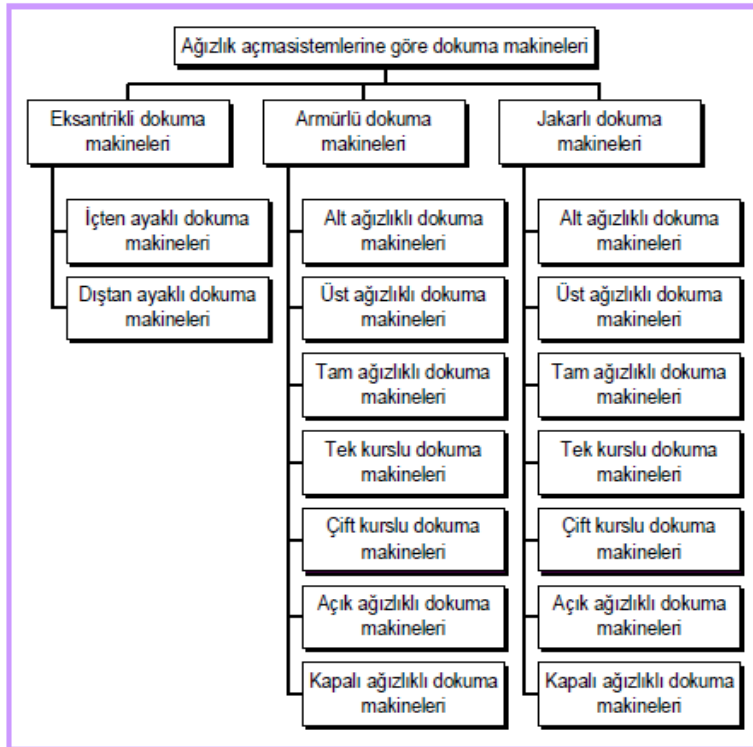 Ağızlık açmasistemlerine göre dokuma makineleri
Eksantrikli dokuma
makineleri
İçten ayaklı dokuma
makineleri
Dıştan ayaklı dokuma
makineleri
Armürlü dokuma
makineleri
Alt ağızlıklı dokuma
makineleri
Üst ağızlıklı dokuma
makineleri
Tam ağızlıklı dokuma
makineleri
Tek kurslu dokuma
makineleri
Çift kurslu dokuma
makineleri
Açık ağızlıklı dokuma
makineleri
Kapalı ağızlıklı dokuma
makineleri
Jakarlı dokuma
makineleri
Alt ağızlıklı dokuma
makineleri
Üst ağızlıklı dokuma
makineleri
Tam ağızlıklı dokuma
makineleri
Tek kurslu dokuma
makineleri
Çift kurslu dokuma
makineleri
Açık ağızlıklı dokuma
makineleri
Kapalı ağızlıklı dokuma
makineleri